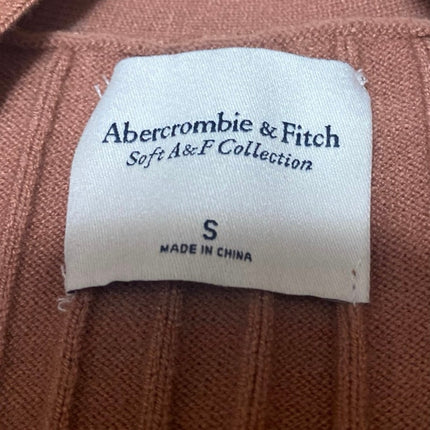 Abercrombie & Fitch
Soft A&F Collection
S
MADE IN CHINA